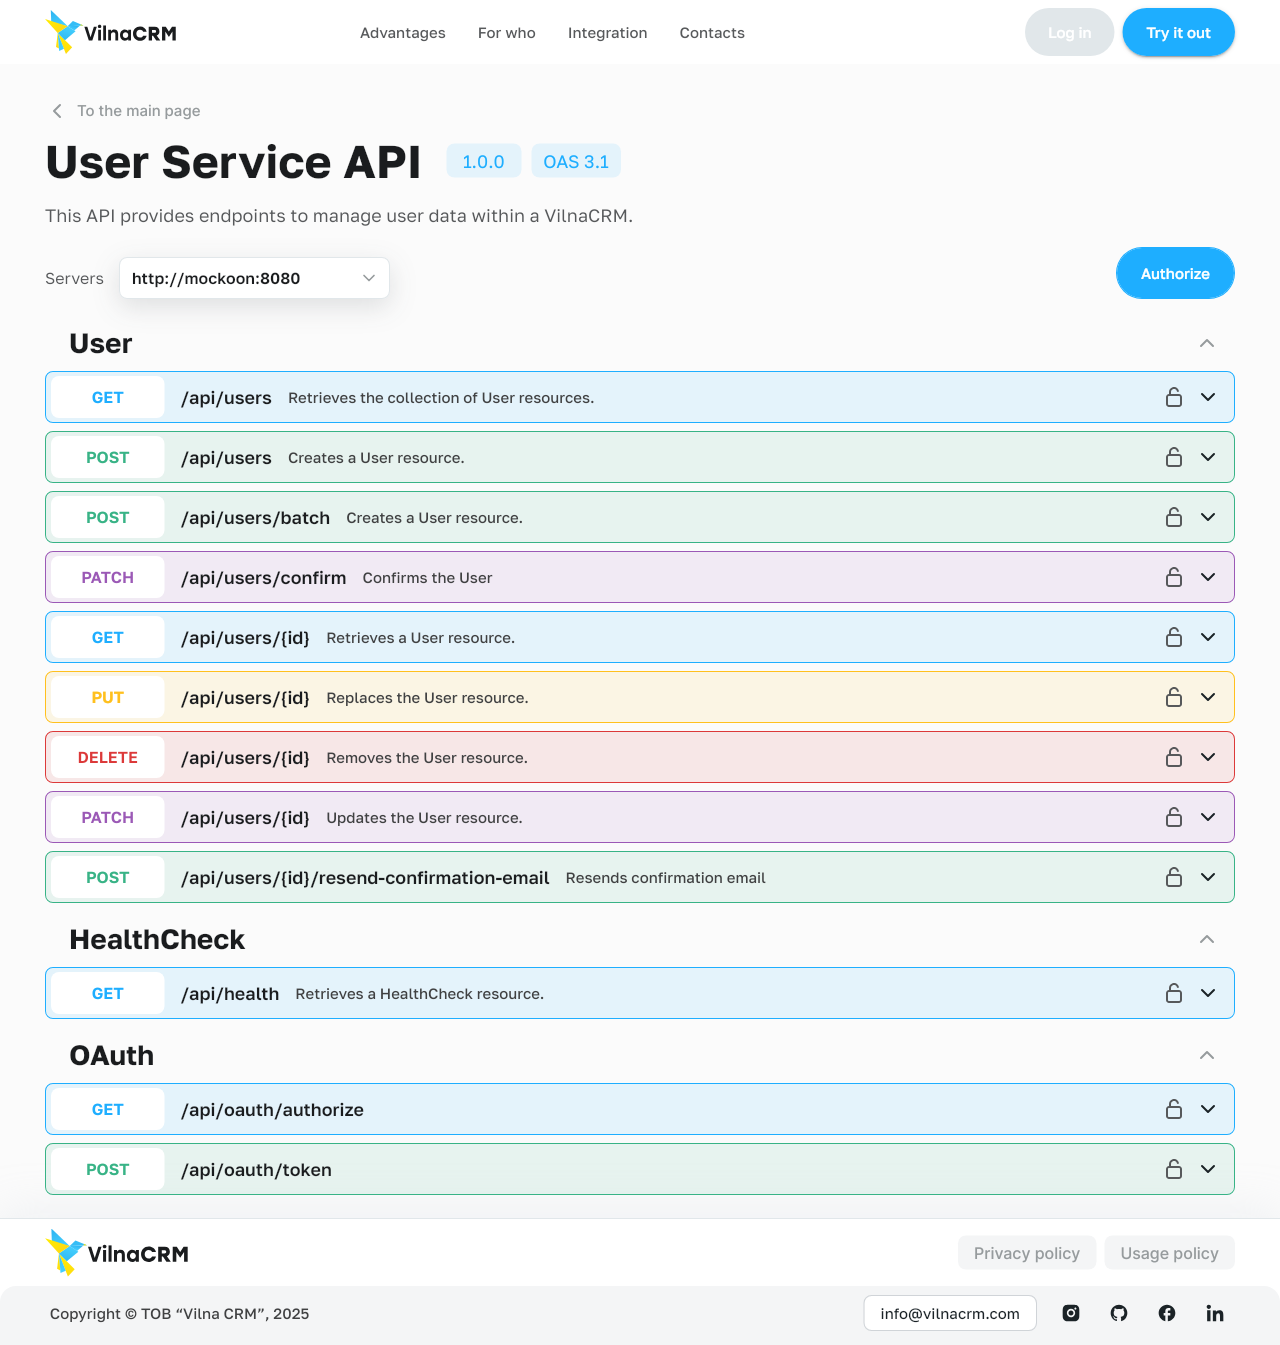 VilnaCRM
Advantages
For who
Integration
Contacts
Log in
Try it out
To the main page
User Service API
1.0.0
OAS 3.1
This API provides endpoints to manage user data within a VilnaCRM.
Servers
http://mockoon:8080
Authorize
User
GET /api/users Retrieves the collection of User resources.
POST /api/users Creates a User resource.
POST /api/users/batch Creates a User resource.
PATCH /api/users/confirm Confirms the User
GET /api/users/{id} Retrieves a User resource.
PUT /api/users/{id} Replaces the User resource.
DELETE /api/users/{id} Removes the User resource.
PATCH /api/users/{id} Updates the User resource.
POST /api/users/{id}/resend-confirmation-email Resends confirmation email
HealthCheck
GET /api/health Retrieves a HealthCheck resource.
OAuth
GET /api/oauth/authorize
POST /api/oauth/token
VilnaCRM
Privacy policy
Usage policy
Copyright © TOB “Vilna CRM”, 2025
info@vilnacrm.com